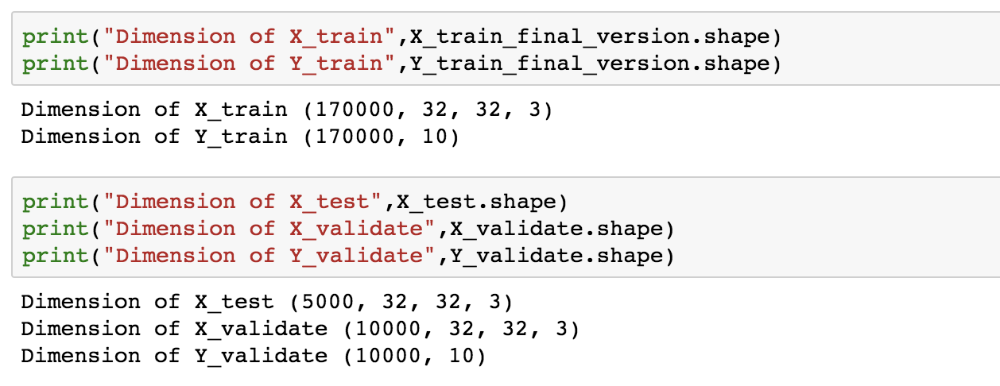 print("Dimension of X_train",X_train_final_version.shape)
print("Dimension of Y_train",Y_train_final_version.shape)
Dimension of X_train (170000, 32, 32, 3)
Dimension of Y_train (170000, 10)
print("Dimension of X_test",X_test.shape)
print("Dimension of X_validate",X_validate.shape)
print("Dimension of Y_validate",Y_validate.shape)
Dimension of X_test (5000, 32, 32, 3)
Dimension of X_validate (10000, 32, 32, 3)
Dimension of Y_validate (10000, 10)